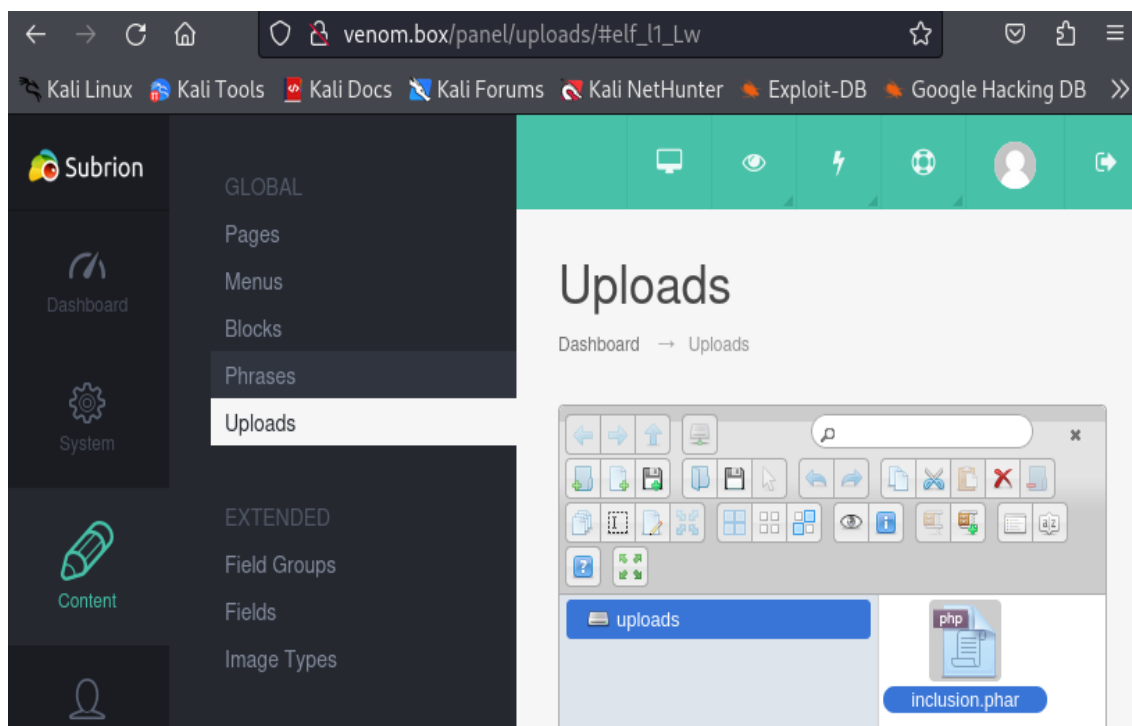 venom.box/panel/uploads/#elf_l1_Lw
Kali Linux Kali Tools Kali Docs Kali Forums Kali NetHunter Exploit-DB Google Hacking DB
Subrion
Dashboard
System
Content
GLOBAL
Pages
Menus
Blocks
Phrases
Uploads
EXTENDED
Field Groups
Fields
Image Types
Uploads
Dashboard → Uploads
uploads
php
inclusion.phar